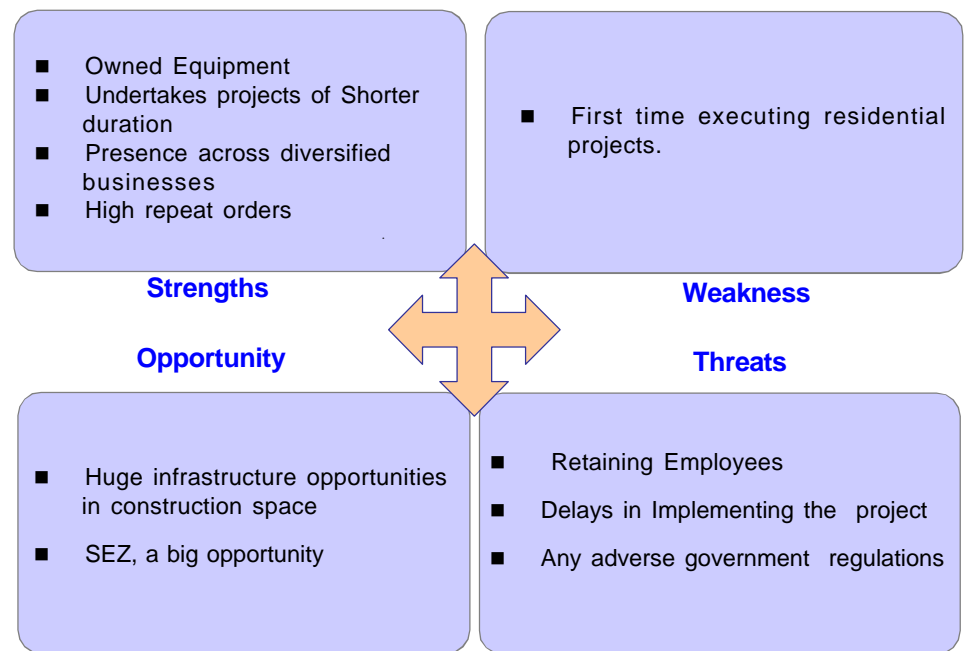 ■ Owned Equipment
■ Undertakes projects of Shorter
duration
■ Presence across diversified
businesses
■ High repeat orders
.
■ First time executing residential
projects.
Strengths
Weakness
Opportunity
Threats
■ Huge infrastructure opportunities
in construction space
■ SEZ, a big opportunity
■ Retaining Employees
■ Delays in Implementing the project
■ Any adverse government regulations